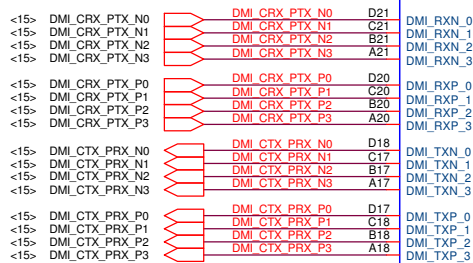 <15> DMI_CRX_PTX_N0 DMI_CRX_PTX_N0 D21 DMI_RXN_0
<15> DMI_CRX_PTX_N1 DMI_CRX_PTX_N1 C21 DMI_RXN_1
<15> DMI_CRX_PTX_N2 DMI_CRX_PTX_N2 B21 DMI_RXN_2
<15> DMI_CRX_PTX_N3 DMI_CRX_PTX_N3 A21 DMI_RXN_3
<15> DMI_CRX_PTX_P0 DMI_CRX_PTX_P0 D20 DMI_RXP_0
<15> DMI_CRX_PTX_P1 DMI_CRX_PTX_P1 C20 DMI_RXP_1
<15> DMI_CRX_PTX_P2 DMI_CRX_PTX_P2 B20 DMI_RXP_2
<15> DMI_CRX_PTX_P3 DMI_CRX_PTX_P3 A20 DMI_RXP_3
<15> DMI_CTX_PRX_N0 DMI_CTX_PRX_N0 D18 DMI_TXN_0
<15> DMI_CTX_PRX_N1 DMI_CTX_PRX_N1 C17 DMI_TXN_1
<15> DMI_CTX_PRX_N2 DMI_CTX_PRX_N2 B17 DMI_TXN_2
<15> DMI_CTX_PRX_N3 DMI_CTX_PRX_N3 A17 DMI_TXN_3
<15> DMI_CTX_PRX_P0 DMI_CTX_PRX_P0 D17 DMI_TXP_0
<15> DMI_CTX_PRX_P1 DMI_CTX_PRX_P1 C18 DMI_TXP_1
<15> DMI_CTX_PRX_P2 DMI_CTX_PRX_P2 B18 DMI_TXP_2
<15> DMI_CTX_PRX_P3 DMI_CTX_PRX_P3 A18 DMI_TXP_3